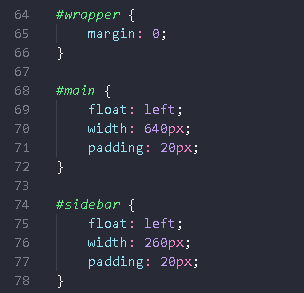 64 #wrapper {
65     margin: 0;
66 }
67
68 #main {
69     float: left;
70     width: 640px;
71     padding: 20px;
72 }
73
74 #sidebar {
75     float: left;
76     width: 260px;
77     padding: 20px;
78 }